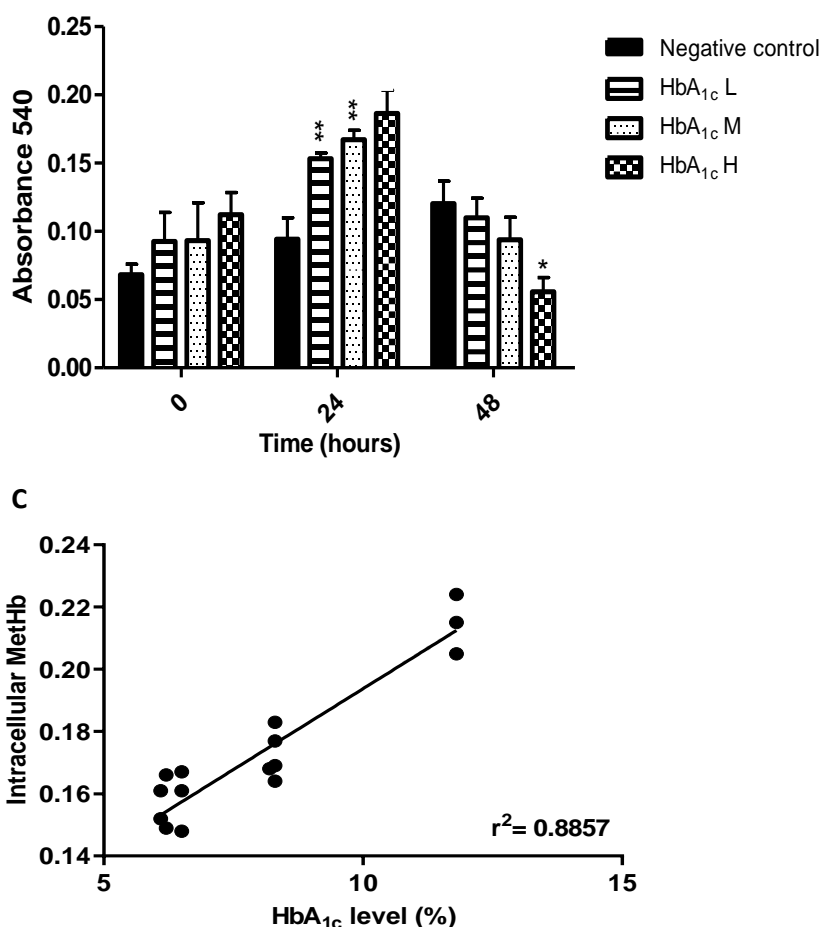 0.25
0.20
0.15
0.10
0.05
0.00
Absorbance 540
** **
*
0 24 48
Time (hours)
Negative control
HbA1c L
HbA1c M
HbA1c H
C
0.24
0.22
0.20
0.18
0.16
0.14
Intracellular MetHb
r2= 0.8857
5 10 15
HbA1c level (%)